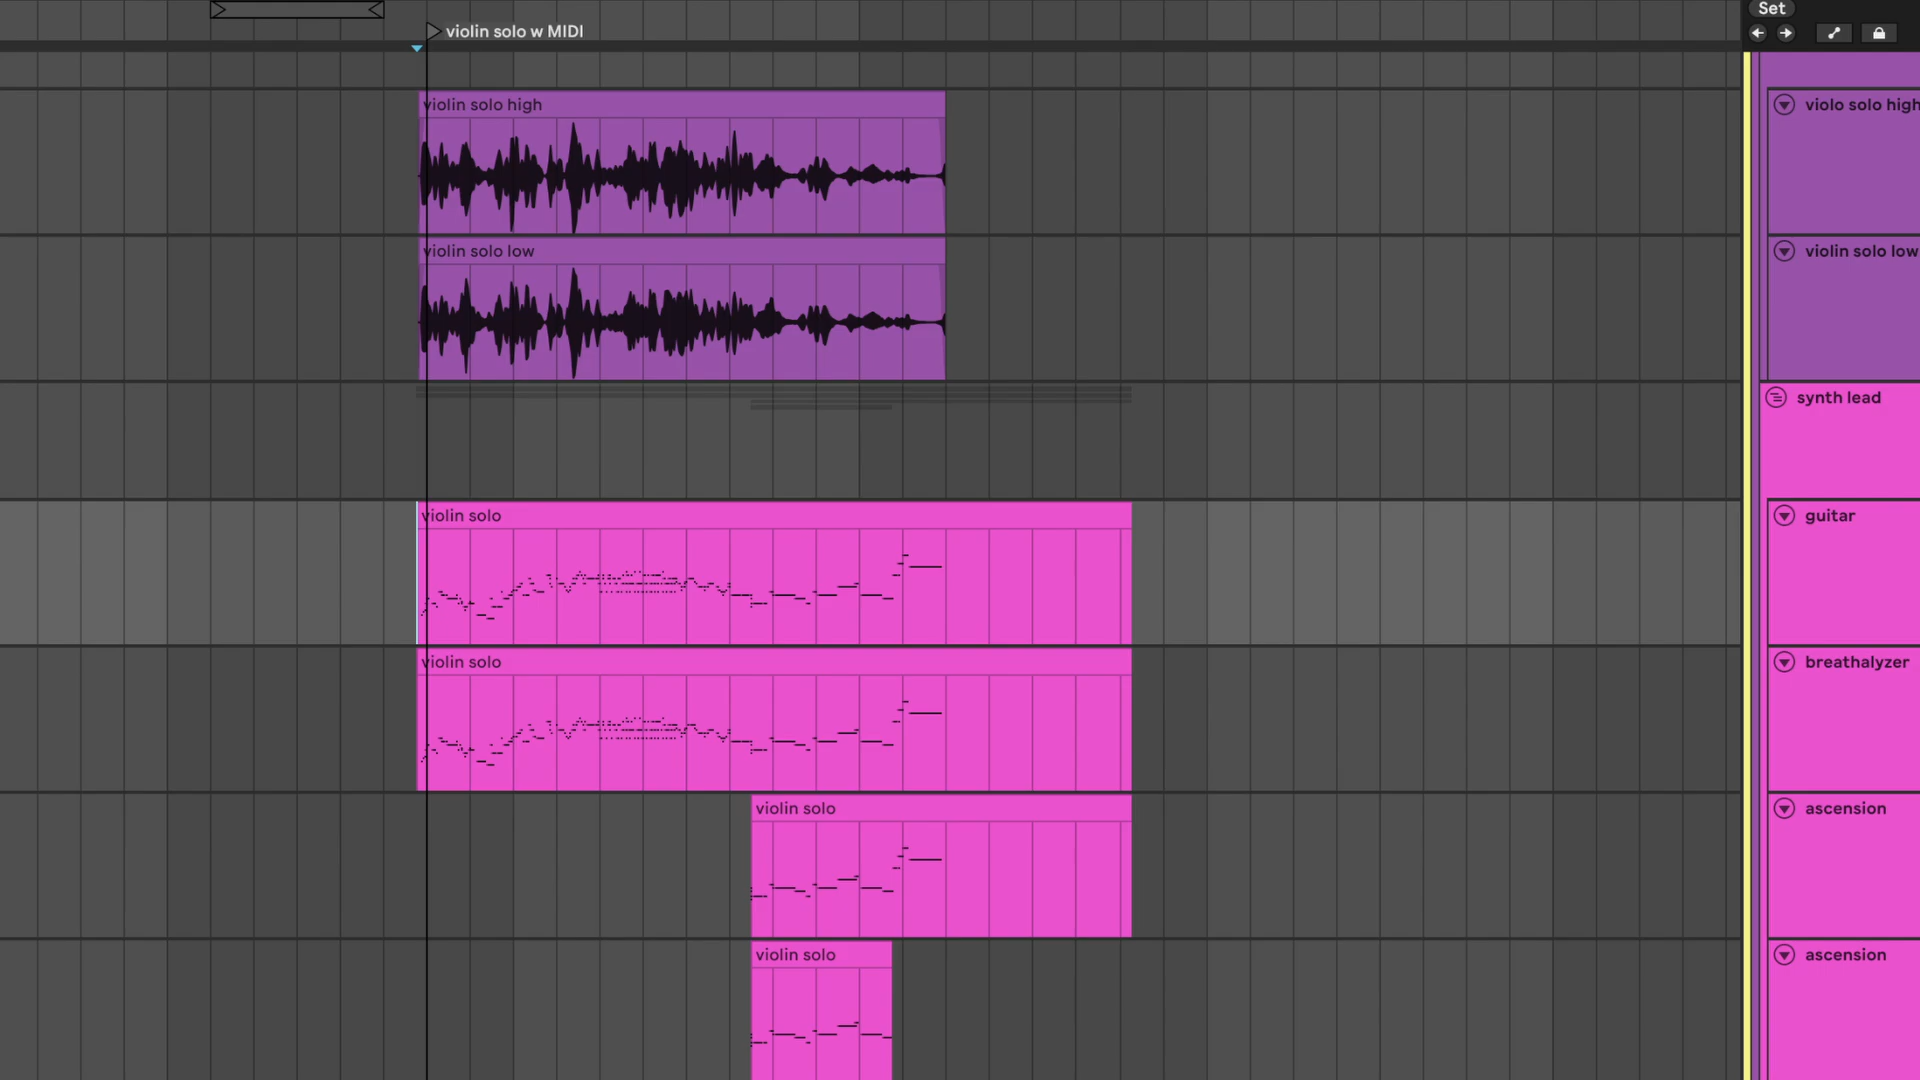 Set
violin solo w MIDI
violin solo high
violo solo high
violin solo low
violin solo low
synth lead
violin solo
guitar
violin solo
breathalyzer
violin solo
ascension
violin solo
ascension